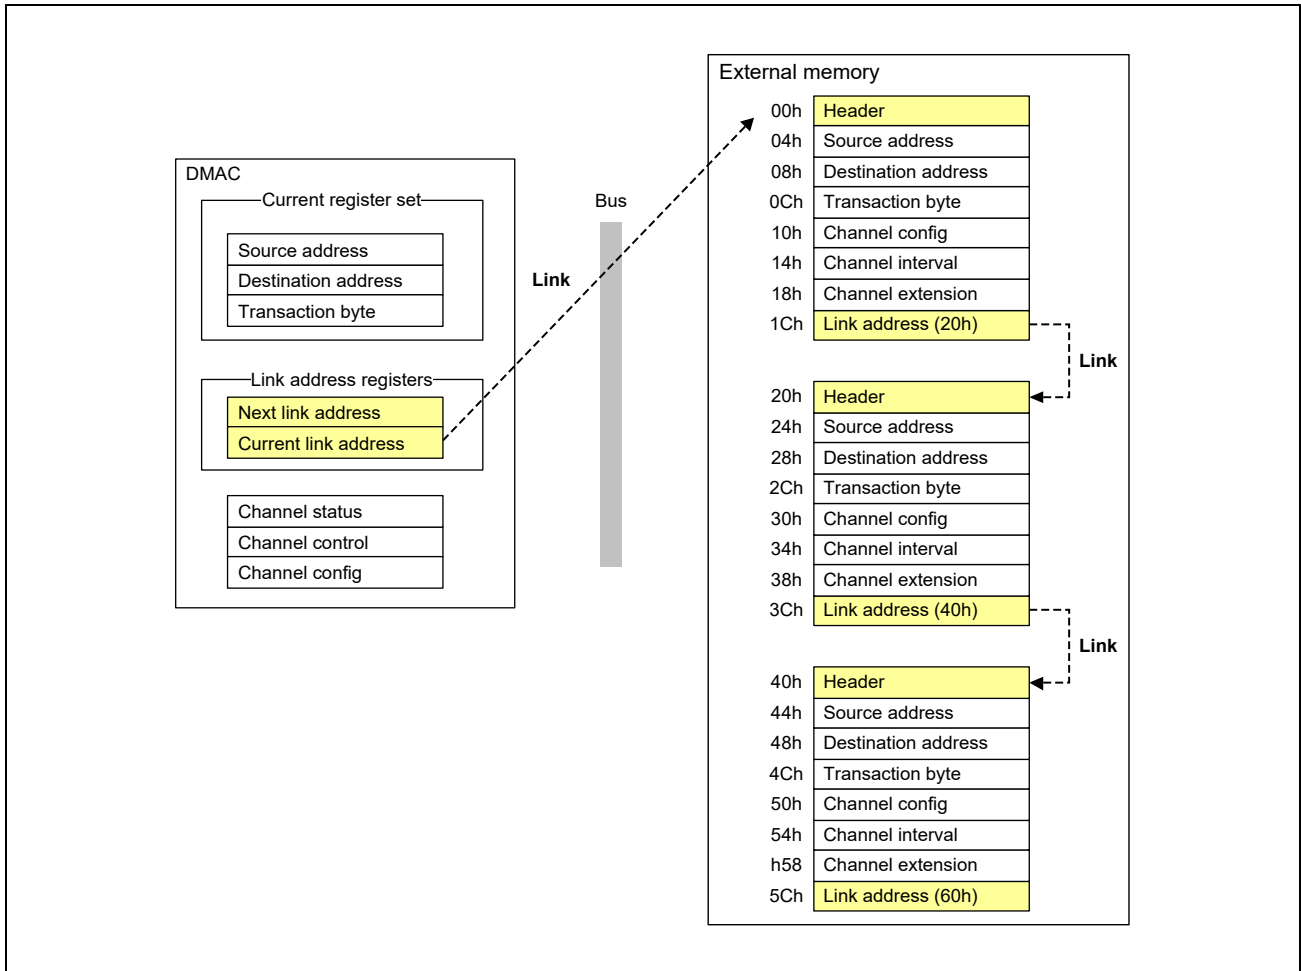 External memory
DMAC
Current register set
Source address
Destination address
Transaction byte
Link address registers
Next link address
Current link address
Channel status
Channel control
Channel config
Link
Bus
00h Header
04h Source address
08h Destination address
0Ch Transaction byte
10h Channel config
14h Channel interval
18h Channel extension
1Ch Link address (20h)
Link
20h Header
24h Source address
28h Destination address
2Ch Transaction byte
30h Channel config
34h Channel interval
38h Channel extension
3Ch Link address (40h)
Link
40h Header
44h Source address
48h Destination address
4Ch Transaction byte
50h Channel config
54h Channel interval
h58 Channel extension
5Ch Link address (60h)